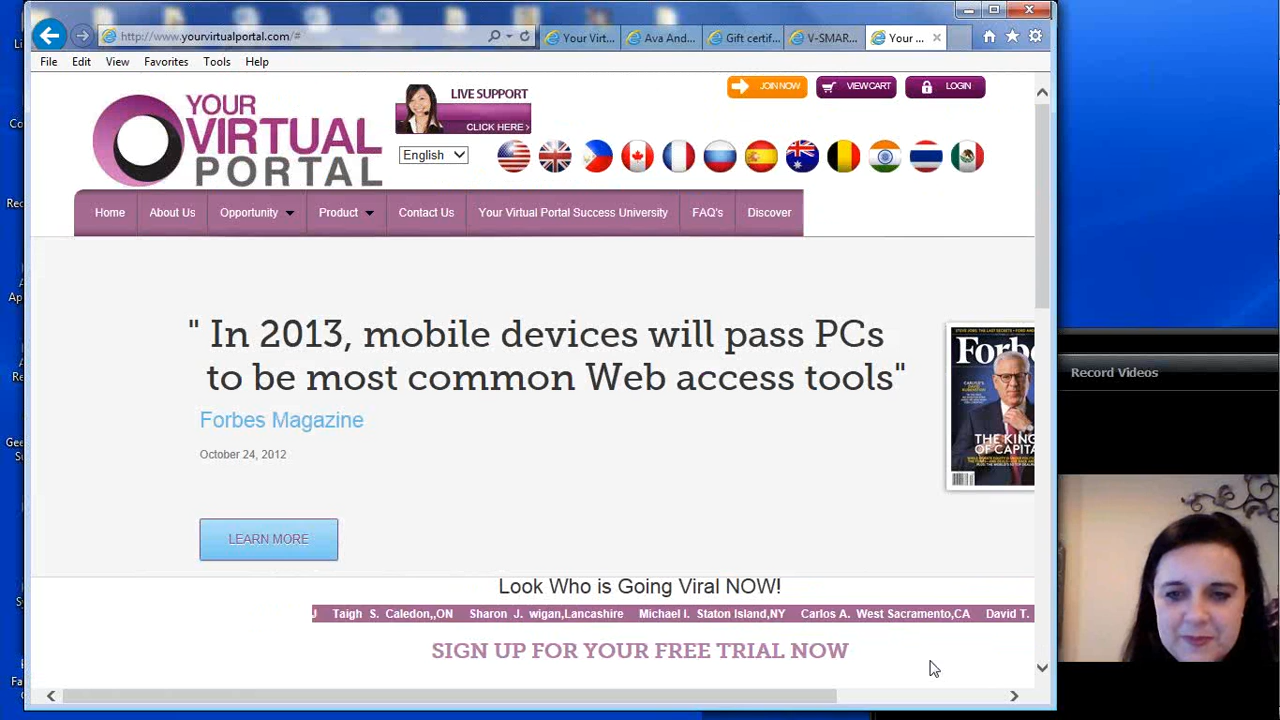 http://www.yourvirtualportal.com/#
Your Virt...
Ava And...
Gift certif...
V-SMAR...
Your ...
File Edit View Favorites Tools Help
YOUR
VIRTUAL
PORTAL
LIVE SUPPORT
CLICK HERE >
JOIN NOW
VIEW CART
LOGIN
English
Home
About Us
Opportunity
Product
Contact Us
Your Virtual Portal Success University
FAQ's
Discover
" In 2013, mobile devices will pass PCs
to be most common Web access tools"
Forbes Magazine
October 24, 2012
LEARN MORE
Forbe
THE KING
OF CAPITA
Look Who is Going Viral NOW!
J Taigh S. Caledon,,ON Sharon J. wigan,Lancashire Michael I. Staton Island,NY Carlos A. West Sacramento,CA David T.
SIGN UP FOR YOUR FREE TRIAL NOW
Record Videos